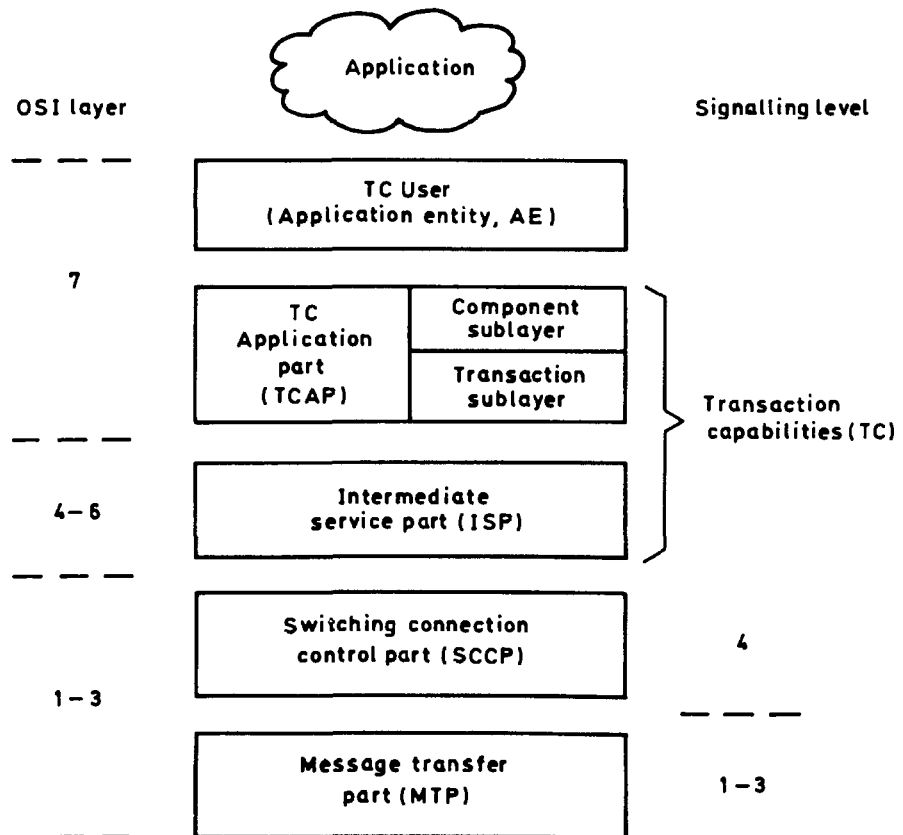 Application
OSI layer
Signalling level
TC User
(Application entity, AE)
7
TC
Application
part
(TCAP)
Component
sublayer
Transaction
sublayer
Transaction
capabilities (TC)
4-6
Intermediate
service part (ISP)
Switching connection
control part (SCCP)
4
1-3
Message transfer
part (MTP)
1-3